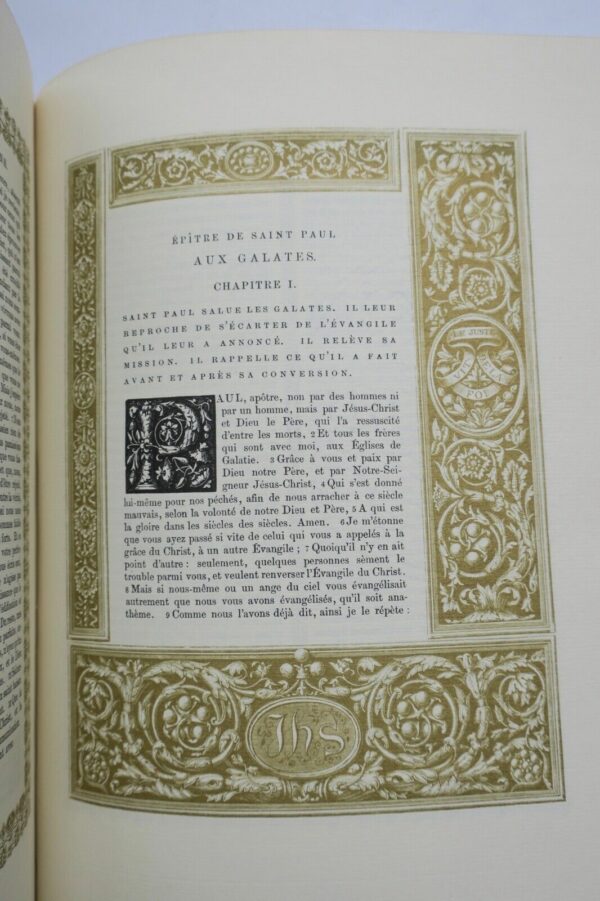 ÉPÎTRE DE SAINT PAUL
AUX GALATES.
CHAPITRE I.
SAINT PAUL SALUE LES GALATES. IL LEUR
REPROCHE DE S'ÉCARTER DE L'ÉVANGILE
QU'IL LEUR A ANNONCÉ. IL RELÈVE SA
MISSION. IL RAPPELLE CE QU'IL A FAIT
AVANT ET APRÈS SA CONVERSION.
PAUL, apôtre, non par des hommes ni
par un homme, mais par Jésus-Christ
et Dieu le Père, qui l'a ressuscité
d'entre les morts, 2 Et tous les frères
qui sont avec moi, aux Églises de
Galatie. 3 Grâce à vous et paix par
Dieu notre Père, et par Notre-Sei-
gneur Jésus-Christ, 4 Qui s'est donné
lui-même pour nos péchés, afin de nous arracher à ce siècle
mauvais, selon la volonté de notre Dieu et Père, 5 A qui est
la gloire dans les siècles des siècles. Amen. 6 Je m'étonne
que vous ayez passé si vite de celui qui vous a appelés à la
grâce du Christ, à un autre Évangile ; 7 Quoiqu'il n'y en ait
point d'autre : seulement, quelques personnes sèment le
trouble parmi vous, et veulent renverser l'Évangile du Christ.
8 Mais si nous-même ou un ange du ciel vous évangélisait
autrement que nous vous avons évangélisés, qu'il soit ana-
thème. 9 Comme nous l'avons déjà dit, ainsi je le répète :
LE JUSTE
VIT DE LA
FOI
Jhs